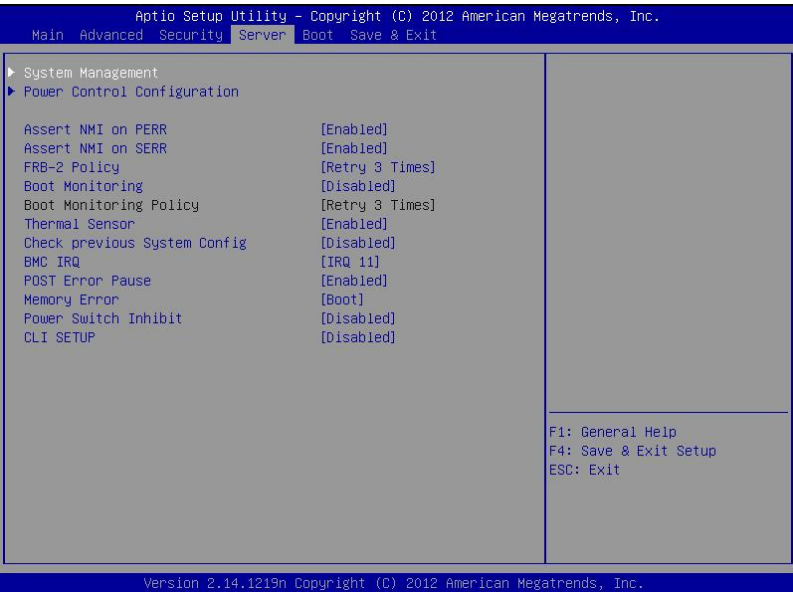 Aptio Setup Utility – Copyright (C) 2012 American Megatrends, Inc.
Main Advanced Security Server Boot Save & Exit
System Management
Power Control Configuration
Assert NMI on PERR [Enabled]
Assert NMI on SERR [Enabled]
FRB-2 Policy [Retry 3 Times]
Boot Monitoring [Disabled]
Boot Monitoring Policy [Retry 3 Times]
Thermal Sensor [Enabled]
Check previous System Config [Disabled]
BMC IRQ [IRQ 11]
POST Error Pause [Enabled]
Memory Error [Boot]
Power Switch Inhibit [Disabled]
CLI SETUP [Disabled]
F1: General Help
F4: Save & Exit Setup
ESC: Exit
Version 2.14.1219n Copyright (C) 2012 American Megatrends, Inc.